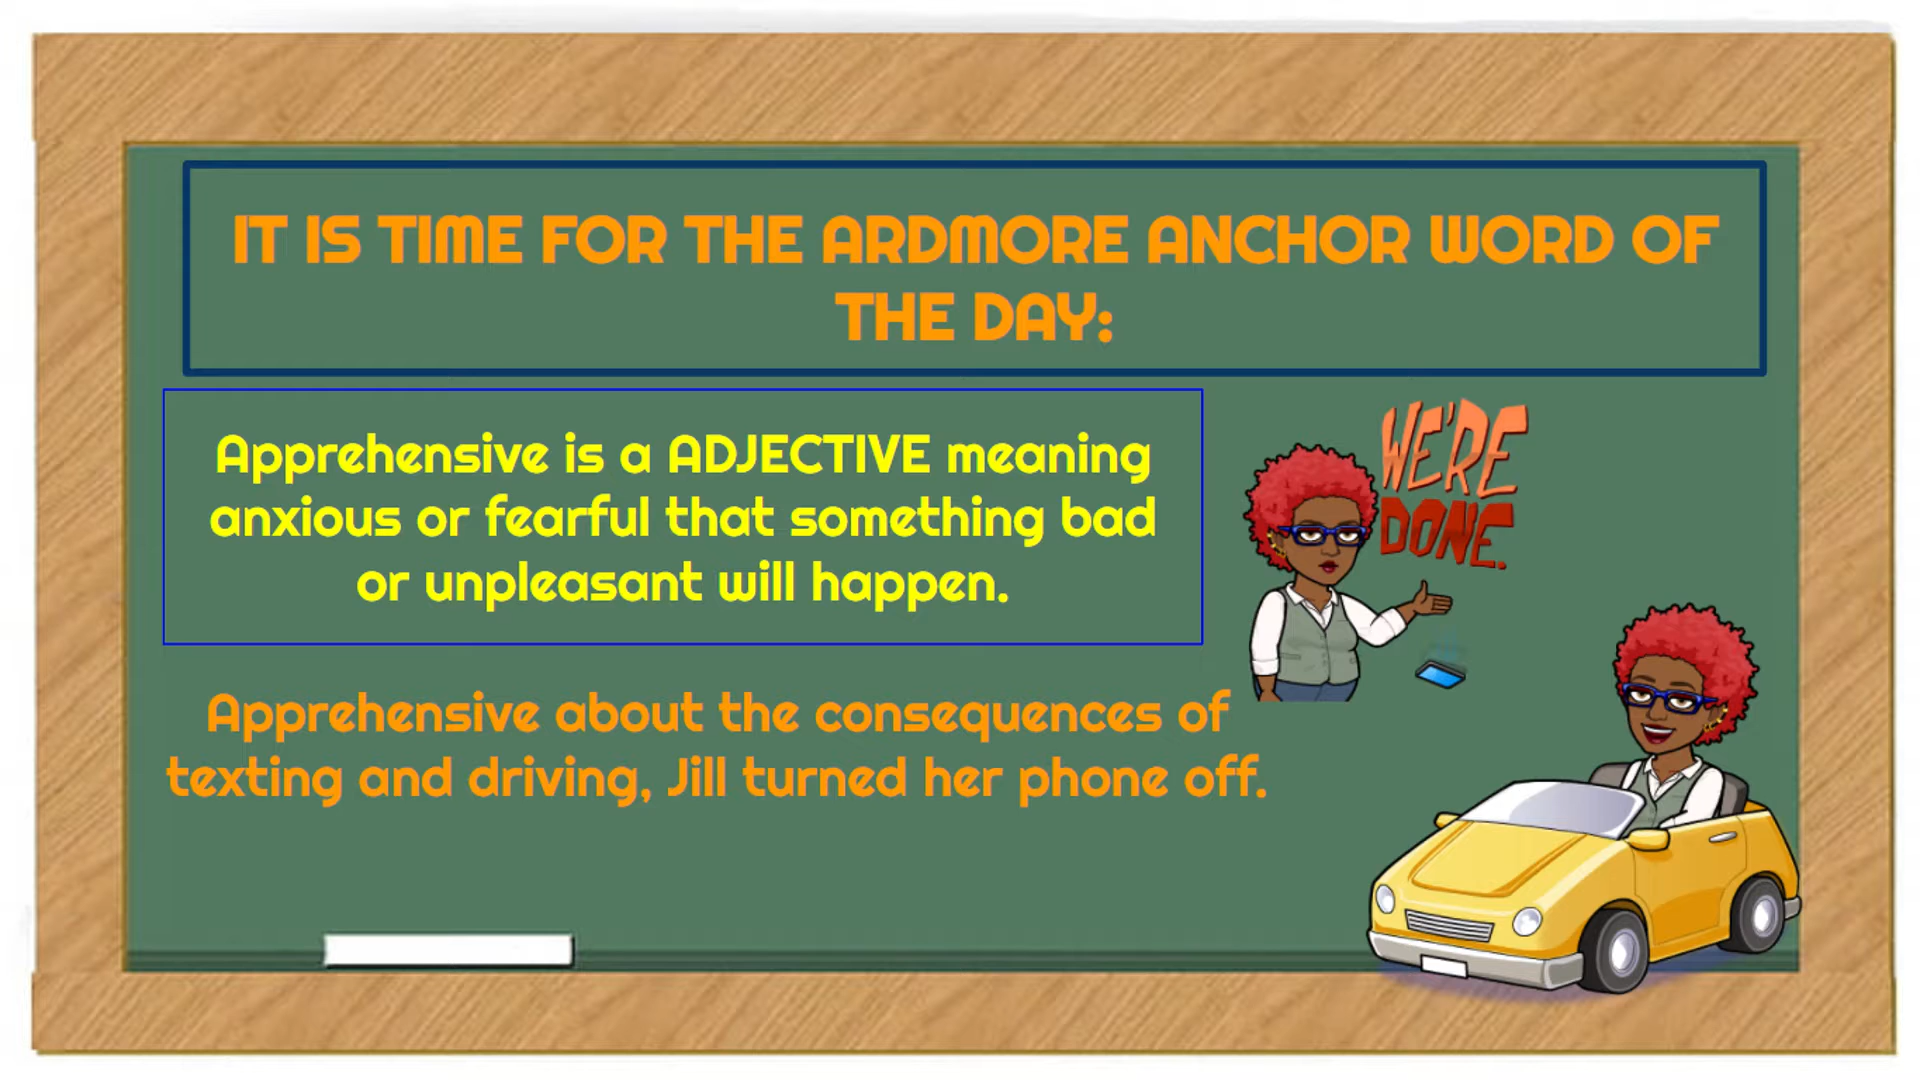 IT IS TIME FOR THE ARDMORE ANCHOR WORD OF
THE DAY:
Apprehensive is a ADJECTIVE meaning
anxious or fearful that something bad
or unpleasant will happen.
WE'RE
DONE.
Apprehensive about the consequences of
texting and driving, Jill turned her phone off.